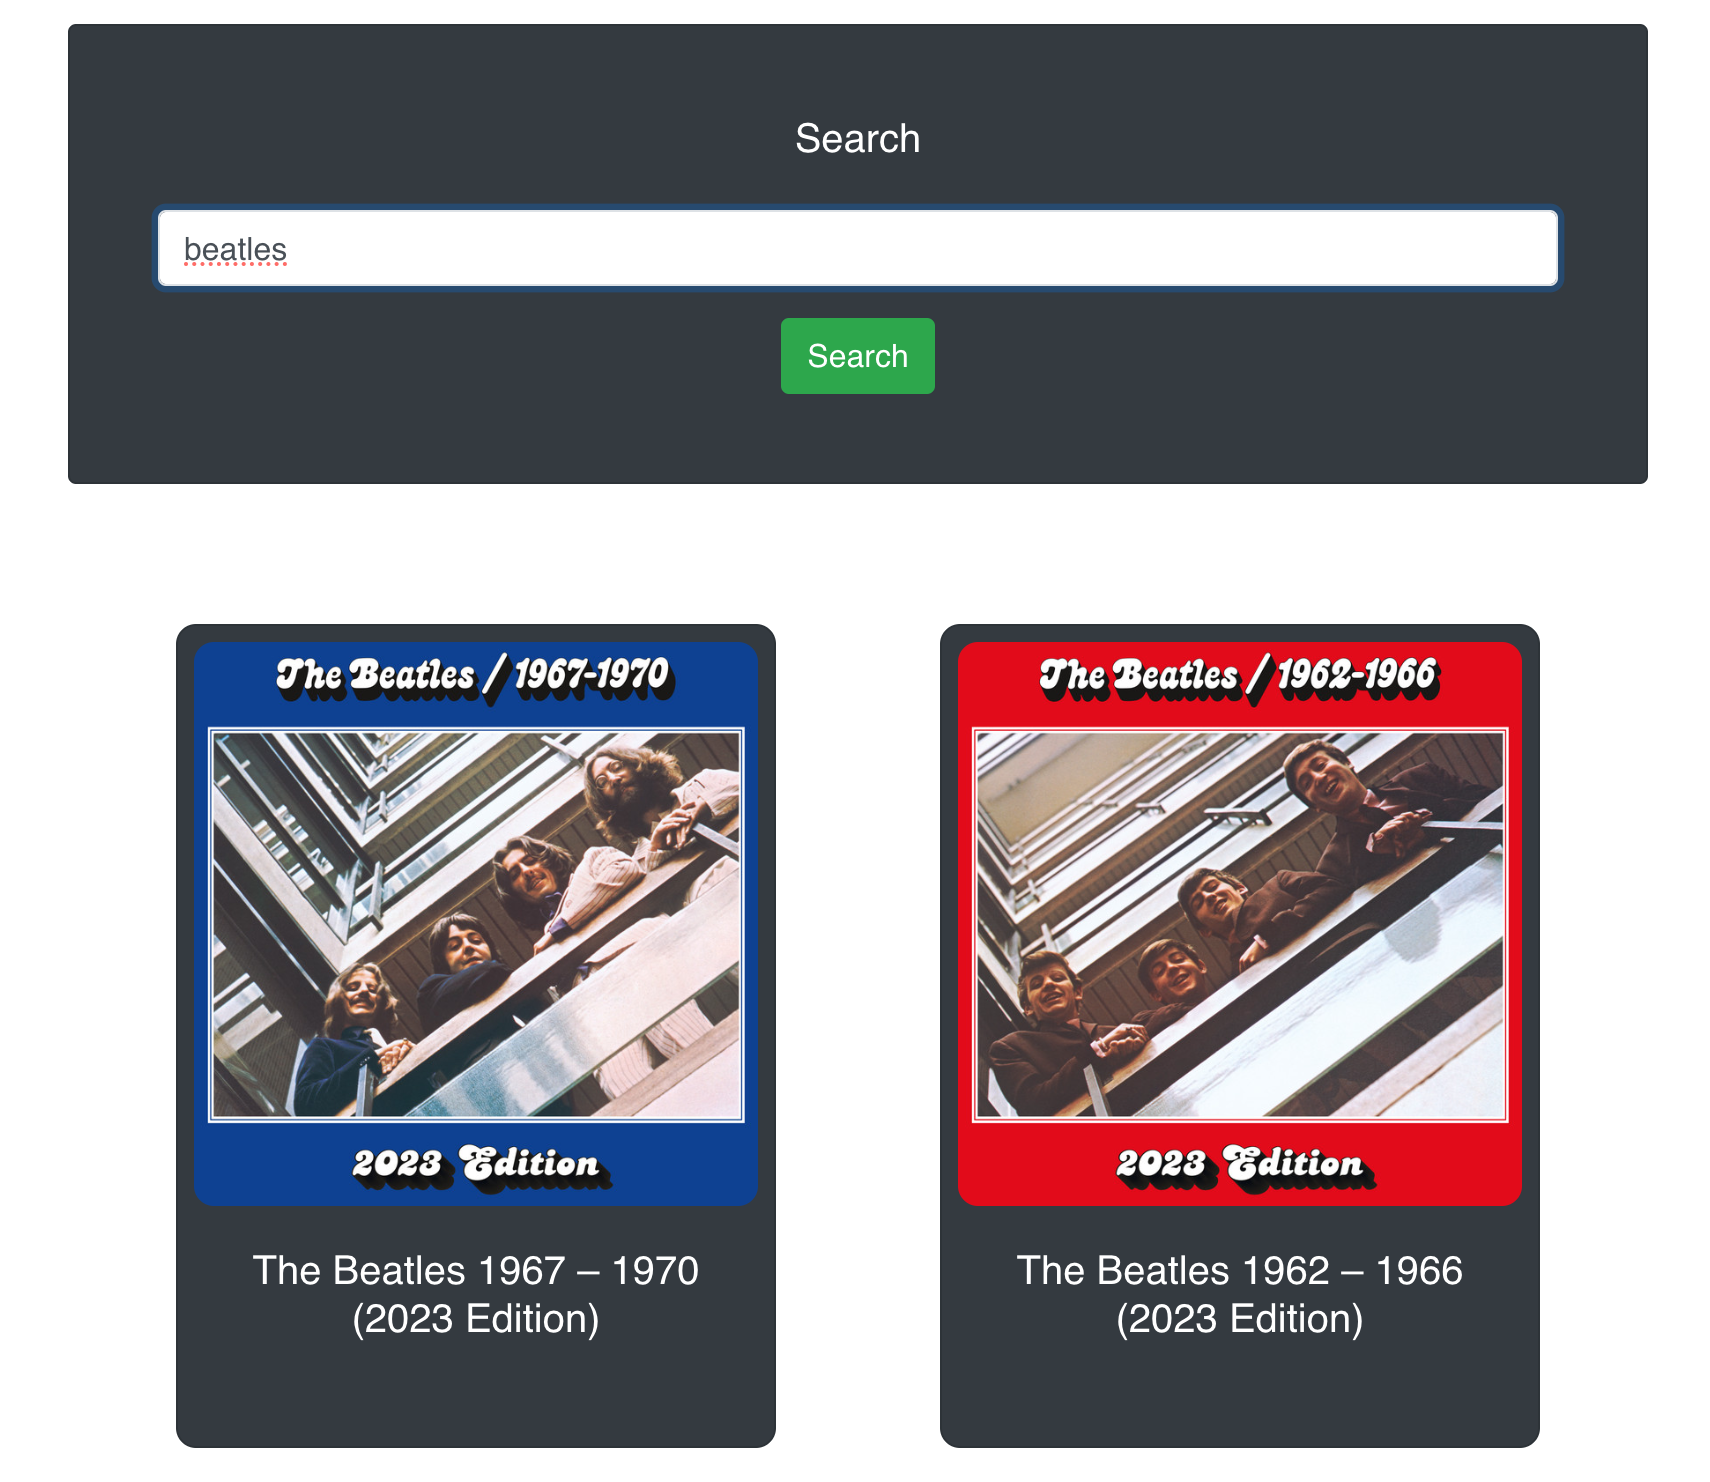 Search
beatles
Search
The Beatles / 1967-1970
2023 Edition
The Beatles 1967 – 1970
(2023 Edition)
The Beatles / 1962-1966
2023 Edition
The Beatles 1962 – 1966
(2023 Edition)